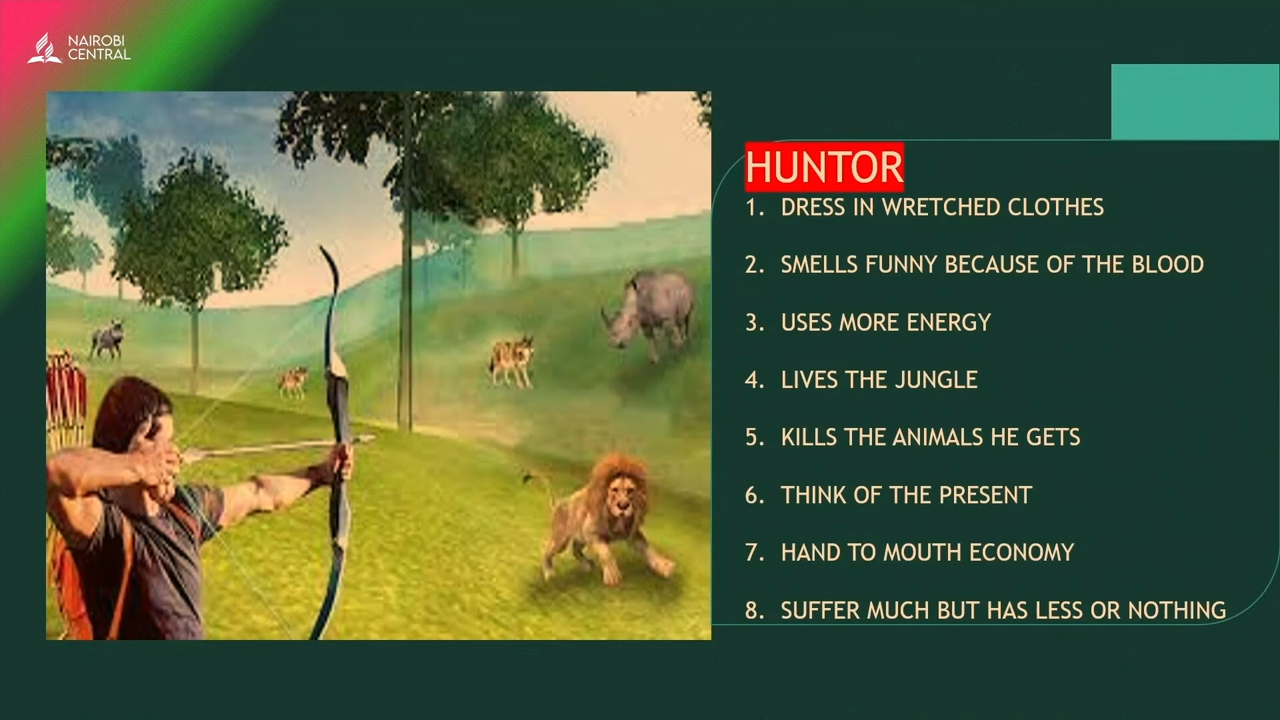 NAIROBI
CENTRAL
HUNTOR
1. DRESS IN WRETCHED CLOTHES
2. SMELLS FUNNY BECAUSE OF THE BLOOD
3. USES MORE ENERGY
4. LIVES THE JUNGLE
5. KILLS THE ANIMALS HE GETS
6. THINK OF THE PRESENT
7. HAND TO MOUTH ECONOMY
8. SUFFER MUCH BUT HAS LESS OR NOTHING